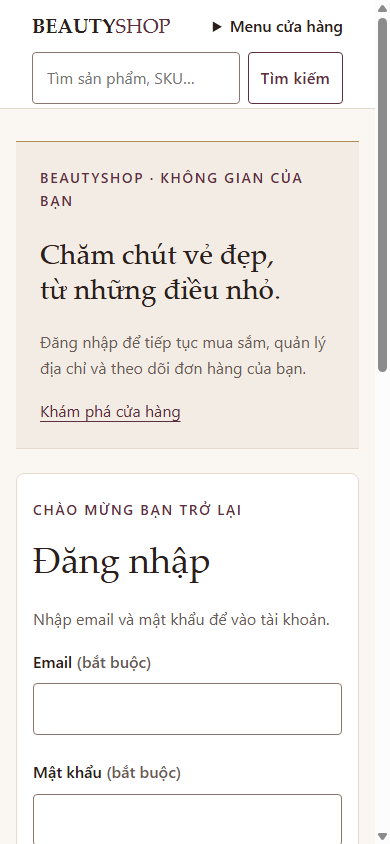 BEAUTYSHOP
▶ Menu cửa hàng
Tìm sản phẩm, SKU...
Tìm kiếm
BEAUTYSHOP · KHÔNG GIAN CỦA
BẠN
Chăm chút vẻ đẹp,
từ những điều nhỏ.
Đăng nhập để tiếp tục mua sắm, quản lý
địa chỉ và theo dõi đơn hàng của bạn.
Khám phá cửa hàng
CHÀO MỪNG BẠN TRỞ LẠI
Đăng nhập
Nhập email và mật khẩu để vào tài khoản.
Email (bắt buộc)
Mật khẩu (bắt buộc)